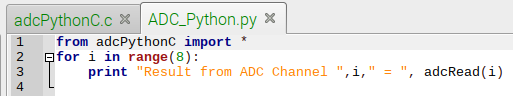 adcPythonC.c ADC_Python.py
1 from adcPythonC import *
2 for i in range(8):
3 print "Result from ADC Channel ",i," = ", adcRead(i)
4